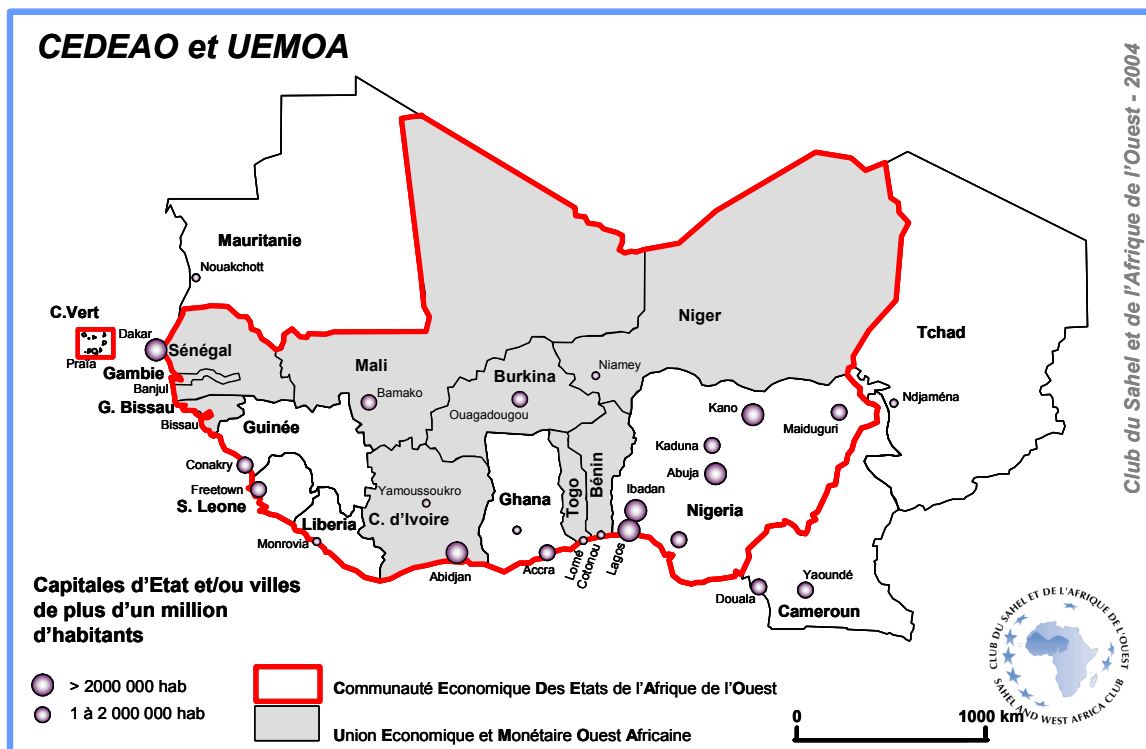 CEDEAO et UEMOA
Club du Sahel et de l'Afrique de l'Ouest - 2004
Mauritanie
Nouakchott
C.Vert
Praïa
Dakar
Sénégal
Gambie
Banjul
G. Bissau
Bissau
Guinée
Conakry
Freetown
S. Leone
Liberia
Monrovia
Mali
Bamako
Burkina
Ouagadougou
Niger
Niamey
Tchad
Ndjaména
Kano
Maiduguri
Kaduna
Abuja
Ibadan
Nigeria
Lagos
Bénin
Cotonou
Togo
Lomé
Ghana
Accra
Yamoussoukro
C. d'Ivoire
Abidjan
Douala
Yaoundé
Cameroun
Capitales d'Etat et/ou villes
de plus d'un million
d'habitants
> 2000 000 hab
1 à 2 000 000 hab
Communauté Economique Des Etats de l'Afrique de l'Ouest
Union Economique et Monétaire Ouest Africaine
0 1000 km
CLUB DU SAHEL ET DE L'AFRIQUE DE L'OUEST
SAHEL AND WEST AFRICA CLUB